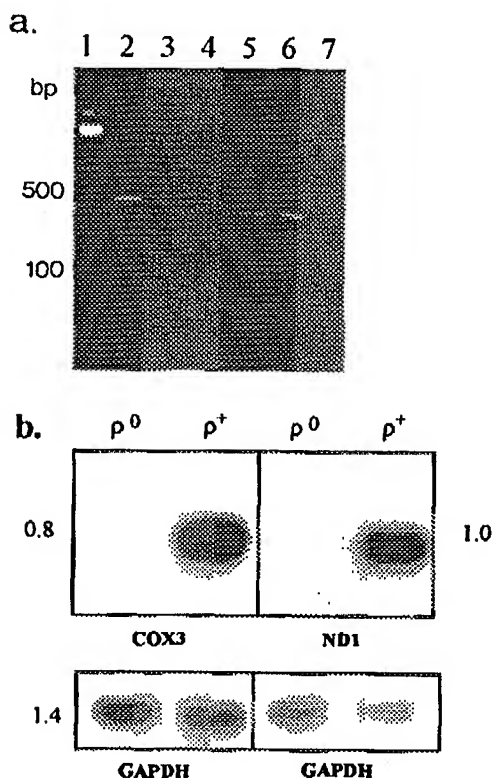 a.
1 2 3 4 5 6 7
bp
500
100
b.
ρ⁰ ρ⁺ ρ⁰ ρ⁺
0.8 1.0
COX3 ND1
1.4
GAPDH GAPDH